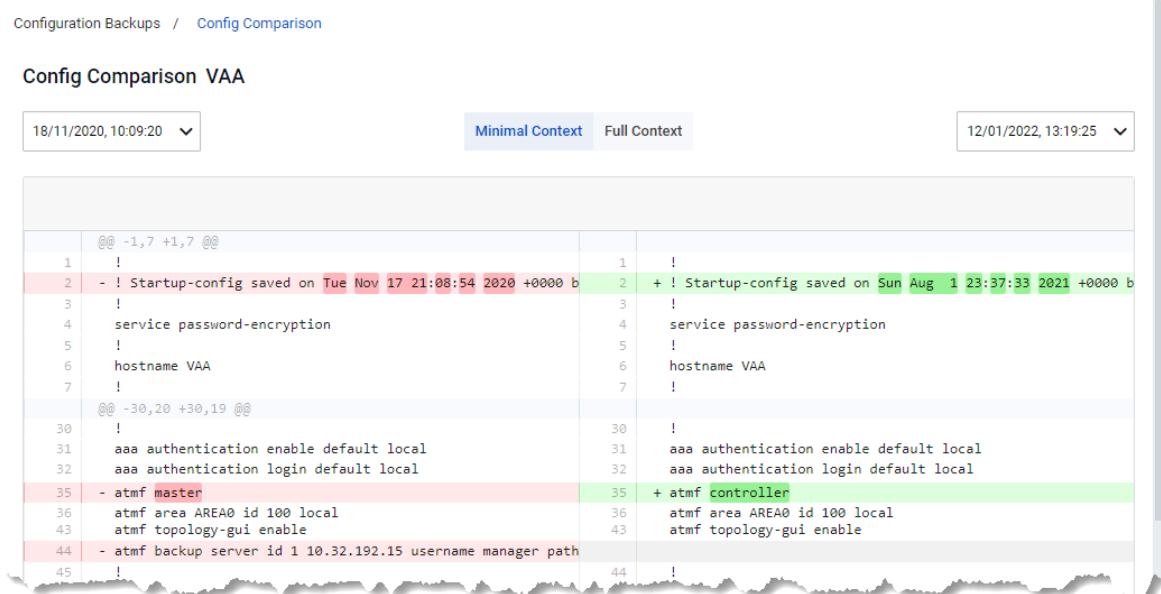 Configuration Backups / Config Comparison
Config Comparison VAA
18/11/2020, 10:09:20 Minimal Context Full Context 12/01/2022, 13:19:25
@@ -1,7 +1,7 @@
1 ! 1 !
2 - ! Startup-config saved on Tue Nov 17 21:08:54 2020 +0000 b 2 + ! Startup-config saved on Sun Aug 1 23:37:33 2021 +0000 b
3 ! 3 !
4 service password-encryption 4 service password-encryption
5 ! 5 !
6 hostname VAA 6 hostname VAA
7 ! 7 !
@@ -30,20 +30,19 @@
30 ! 30 !
31 aaa authentication enable default local 31 aaa authentication enable default local
32 aaa authentication login default local 32 aaa authentication login default local
35 - atmf master 35 + atmf controller
36 atmf area AREA0 id 100 local 36 atmf area AREA0 id 100 local
43 atmf topology-gui enable 43 atmf topology-gui enable
44 - atmf backup server id 1 10.32.192.15 username manager path
45 ! 44 !